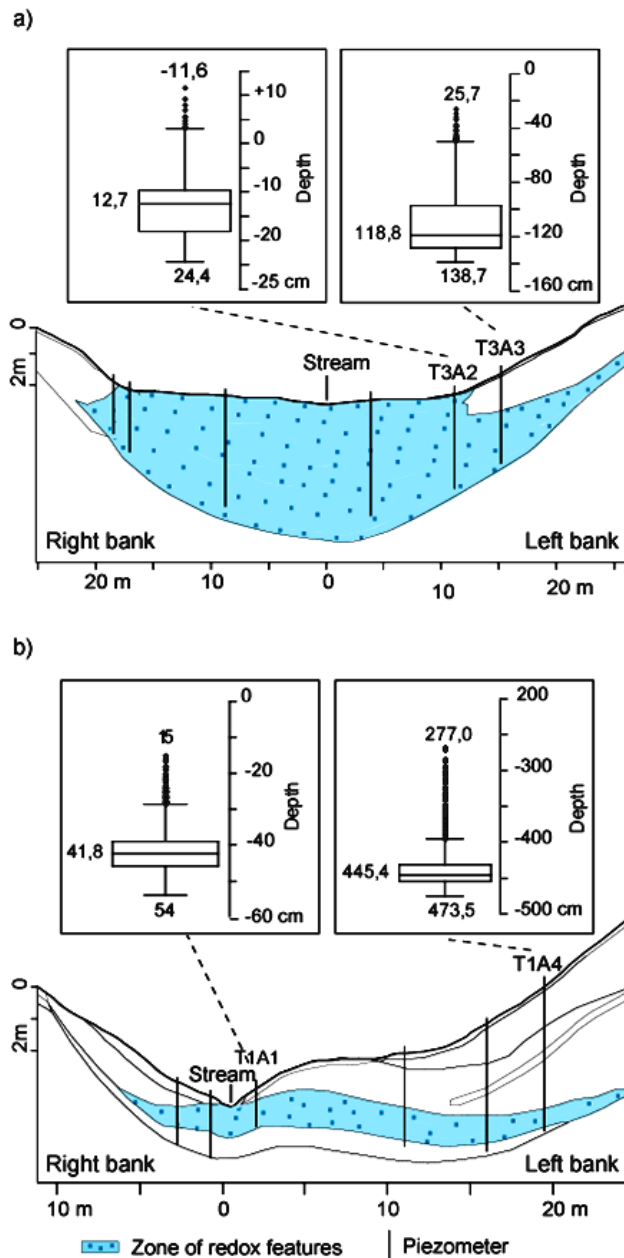 a)
-11,6
+10
0
-10
-20
-25 cm
Depth
12,7
24,4
25,7
0
-40
-80
-120
-160 cm
Depth
118,8
138,7
0
2m
Stream
T3A2
T3A3
Right bank
Left bank
20 m
10
0
10
20 m
b)
15
0
-20
-40
-60 cm
Depth
41,8
54
277,0
200
-300
-400
-500 cm
Depth
445,4
473,5
0
2m
Stream
T1A1
T1A4
Right bank
Left bank
10 m
0
10
20 m
Zone of redox features
Piezometer